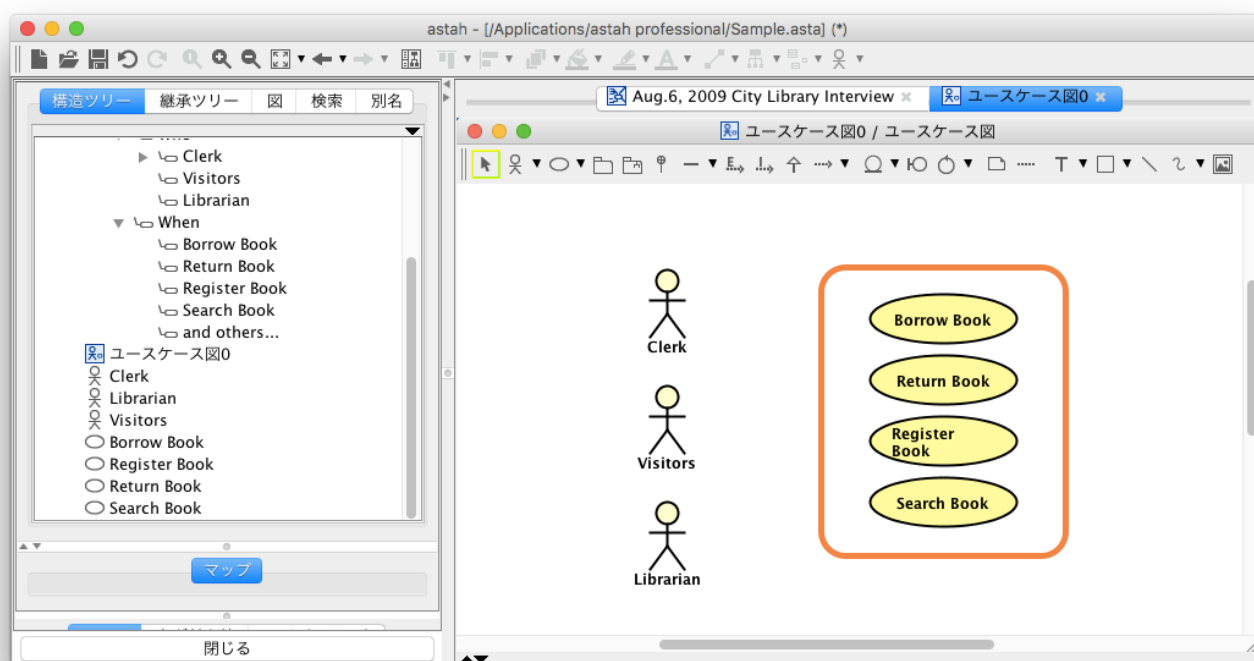 astah - [/Applications/astah professional/Sample.asta] (*)
構造ツリー 継承ツリー 図 検索 別名
Aug.6, 2009 City Library Interview
ユースケース図0
ユースケース図0 / ユースケース図
Clerk
Visitors
Librarian
When
Borrow Book
Return Book
Register Book
Search Book
and others...
ユースケース図0
Clerk
Librarian
Visitors
Borrow Book
Register Book
Return Book
Search Book
マップ
閉じる
Clerk
Visitors
Librarian
Borrow Book
Return Book
Register
Book
Search Book